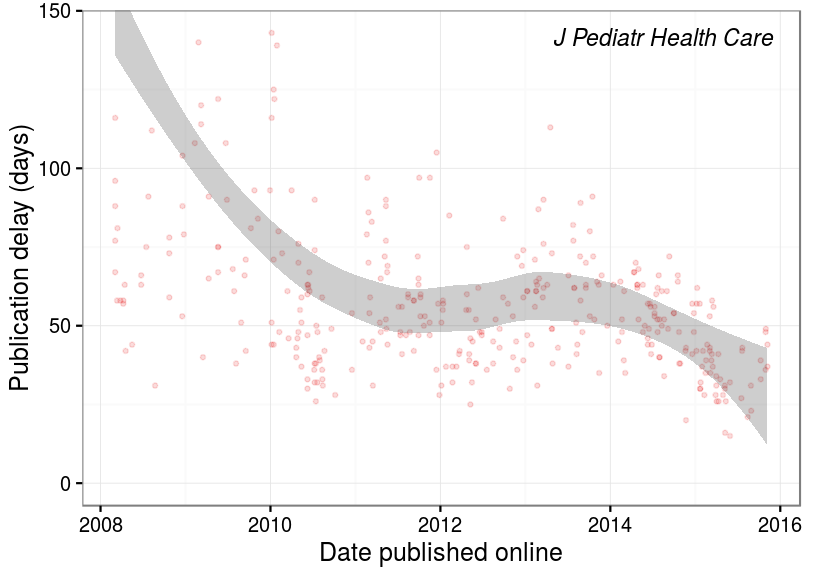 J Pediatr Health Care
Publication delay (days)
150
100
50
0
2008 2010 2012 2014 2016
Date published online